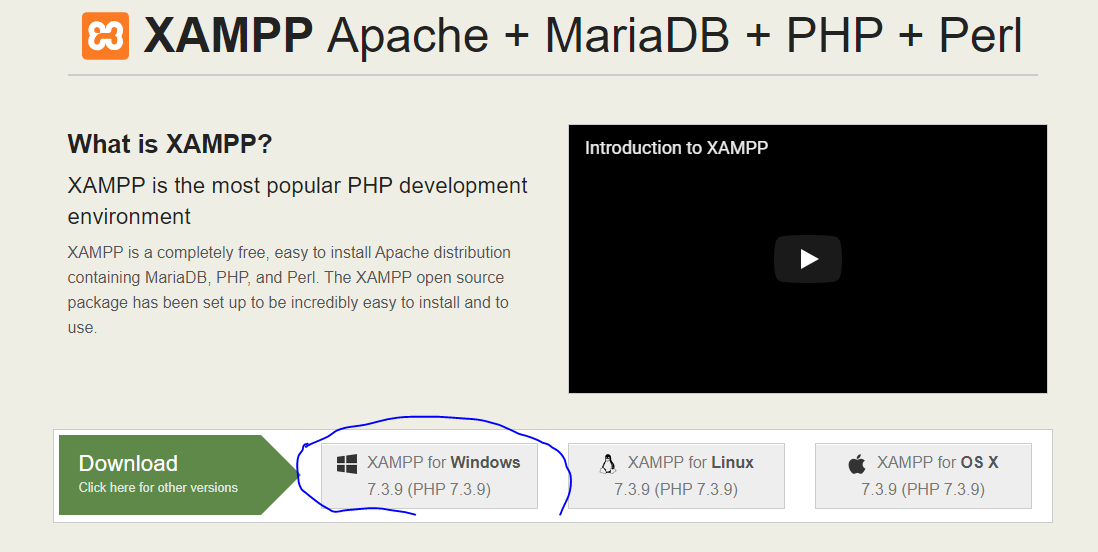 XAMPP Apache + MariaDB + PHP + Perl
What is XAMPP?
XAMPP is the most popular PHP development
environment
XAMPP is a completely free, easy to install Apache distribution
containing MariaDB, PHP, and Perl. The XAMPP open source
package has been set up to be incredibly easy to install and to
use.
Introduction to XAMPP
Download
Click here for other versions
XAMPP for Windows
7.3.9 (PHP 7.3.9)
XAMPP for Linux
7.3.9 (PHP 7.3.9)
XAMPP for OS X
7.3.9 (PHP 7.3.9)